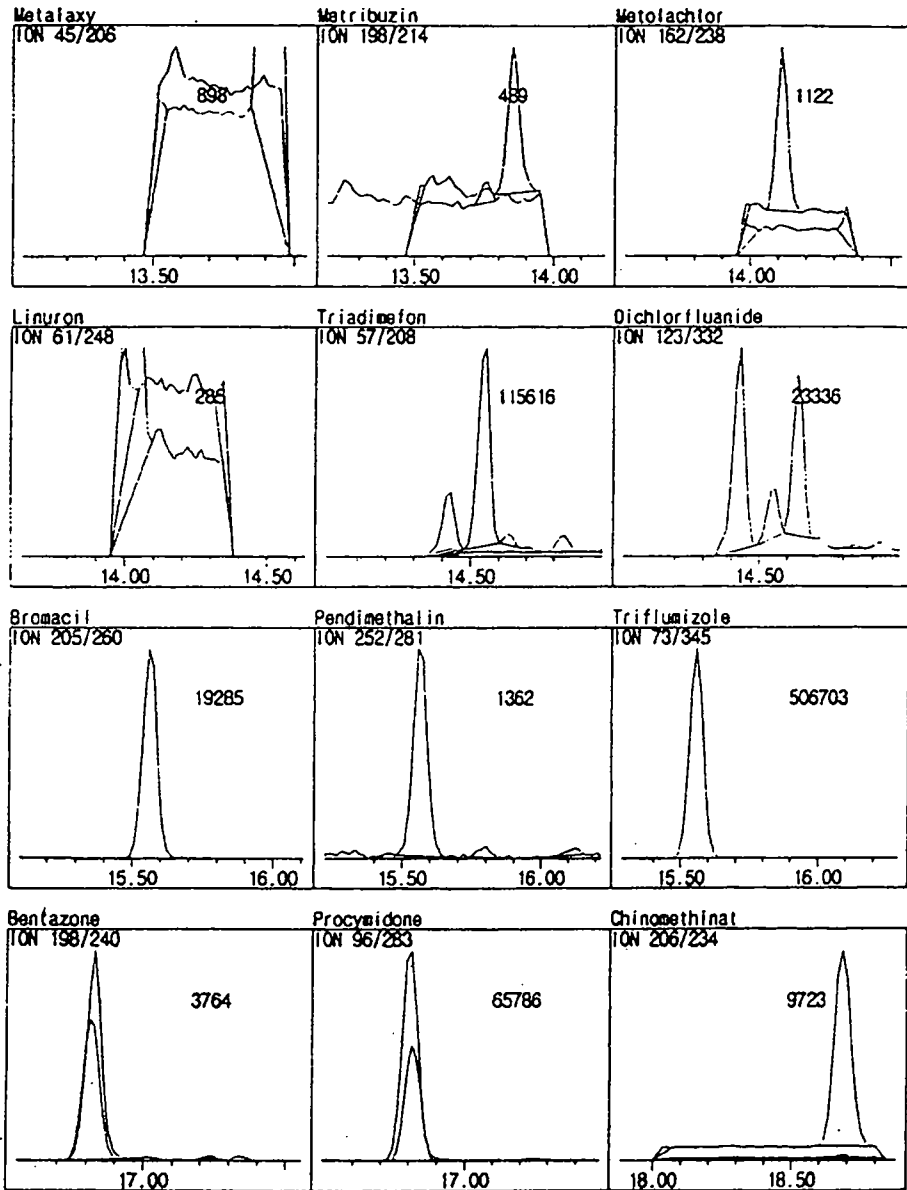 Metalaxy
ION 45/206
898
13.50
Matribuzin
ION 198/214
489
13.50 14.00
Metolachlor
ION 162/238
1122
14.00
Linuron
ION 61/248
285
14.00 14.50
Triadimefon
ION 57/208
115616
14.50
Dichlorfluanide
ION 123/332
23336
14.50
Bromacil
ION 205/260
19285
15.50 16.00
Pendimethalin
ION 252/281
1362
15.50 16.00
Triflumizole
ION 73/345
506703
15.50 16.00
Bentazone
ION 198/240
3764
17.00
Procymidone
ION 96/283
65786
17.00
Chinomethinat
ION 206/234
9723
18.00 18.50